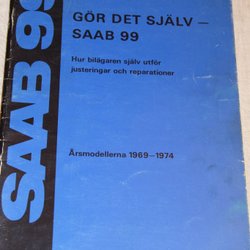 SAAB 99
GÖR DET SJÄLV —
SAAB 99
Hur bilägaren själv utför
justeringar och reparationer
Årsmodellerna 1969—1974